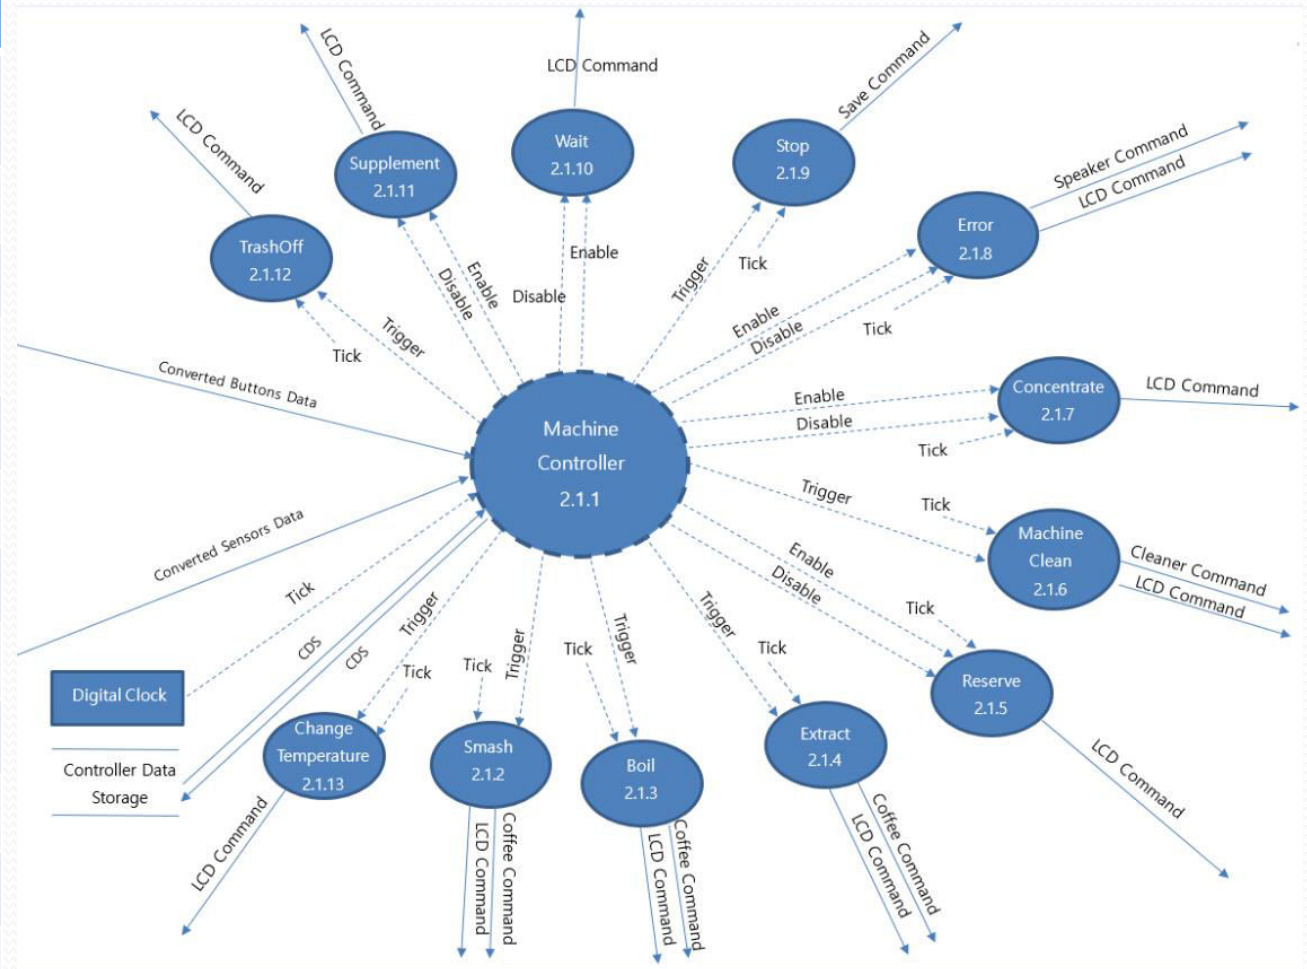 LCD Command
LCD Command
LCD Command
Save Command
Speaker Command
LCD Command
Wait
2.1.10
Supplement
2.1.11
Stop
2.1.9
Error
2.1.8
TrashOff
2.1.12
Disable
Enable
Disable
Enable
Trigger
Tick
Enable
Disable
Tick
Tick
Trigger
Converted Buttons Data
Machine
Controller
2.1.1
Enable
Disable
Tick
Concentrate
2.1.7
LCD Command
Trigger
Tick
Machine
Clean
2.1.6
Cleaner Command
LCD Command
Converted Sensors Data
Tick
CDS
CDS
Trigger
Tick
Tick
Trigger
Tick
Trigger
Trigger
Tick
Enable
Disable
Tick
Reserve
2.1.5
LCD Command
Digital Clock
Controller Data
Storage
Change
Temperature
2.1.13
Smash
2.1.2
Boil
2.1.3
Extract
2.1.4
LCD Command
LCD Command
Coffee Command
LCD Command
Coffee Command
LCD Command
Coffee Command